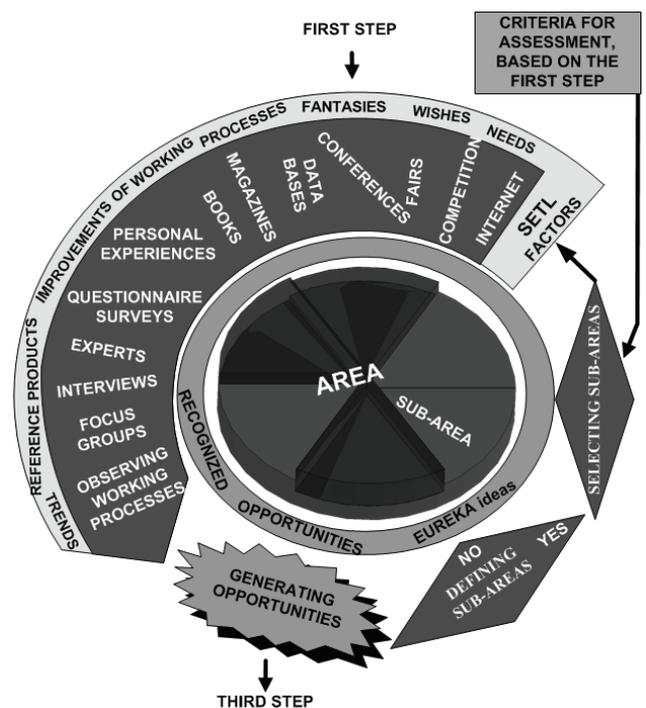 FIRST STEP
CRITERIA FOR
ASSESSMENT,
BASED ON THE
FIRST STEP
TRENDS
REFERENCE PRODUCTS
IMPROVEMENTS OF WORKING PROCESSES
FANTASIES
WISHES
NEEDS
SETL
FACTORS
INTERNET
COMPETITION
FAIRS
CONFERENCES
DATA
BASES
MAGAZINES
BOOKS
PERSONAL
EXPERIENCES
QUESTIONNAIRE
SURVEYS
EXPERTS
INTERVIEWS
FOCUS
GROUPS
OBSERVING
WORKING
PROCESSES
AREA
SUB-AREA
RECOGNIZED
OPPORTUNITIES
EUREKA ideas
SELECTING SUB-AREAS
NO
YES
DEFINING
SUB-AREAS
GENERATING
OPPORTUNITIES
THIRD STEP